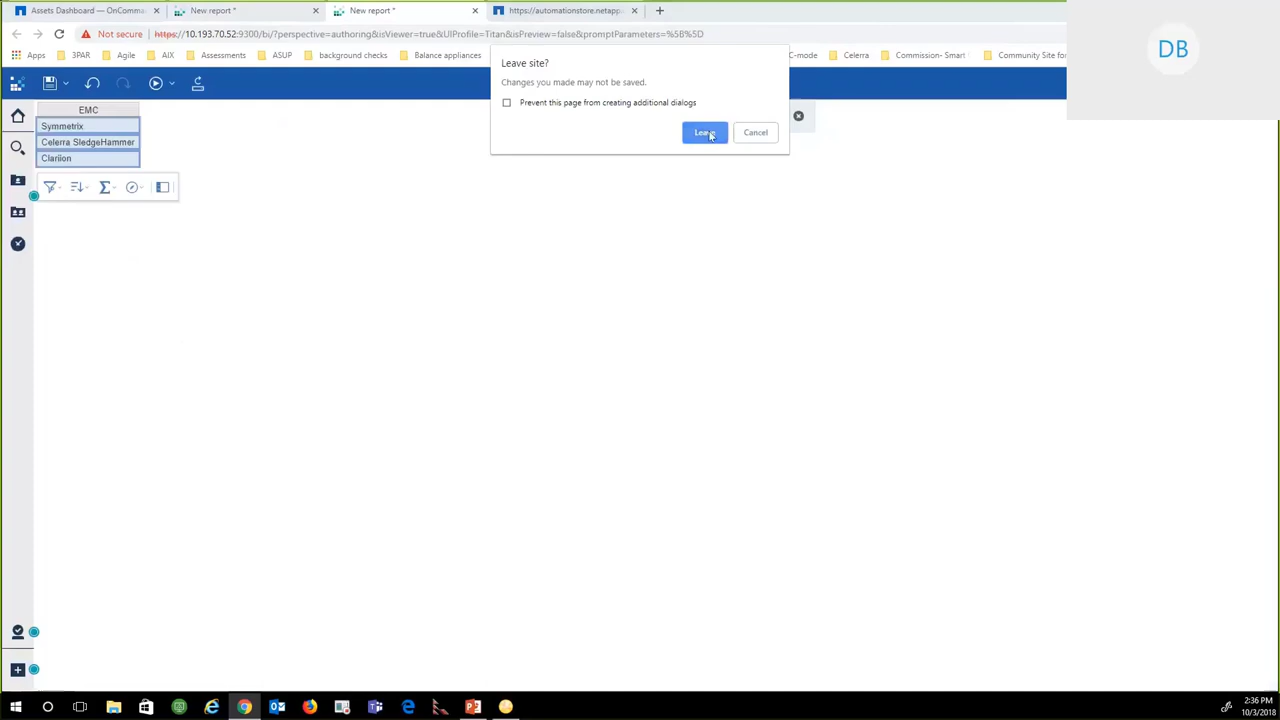 Assets Dashboard — OnComma
New report *
New report *
https://automationstore.netapp.
Not secure
https://10.193.70.52:9300/bi/?perspective=authoring&isViewer=true&UIProfile=Titan&isPreview=false&promptParameters=%5B%5D
Apps
3PAR
Agile
AIX
Assessments
ASUP
background checks
Balance appliances
C-mode
Celerra
Commission- Smart
Community Site for
Leave site?
Changes you made may not be saved.
Prevent this page from creating additional dialogs
Leave
Cancel
DB
EMC
Symmetrix
Celerra SledgeHammer
Clariion
2:36 PM
10/3/2018